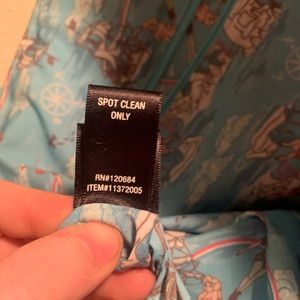 SPOT CLEAN
ONLY
RN#120684
ITEM#11372005